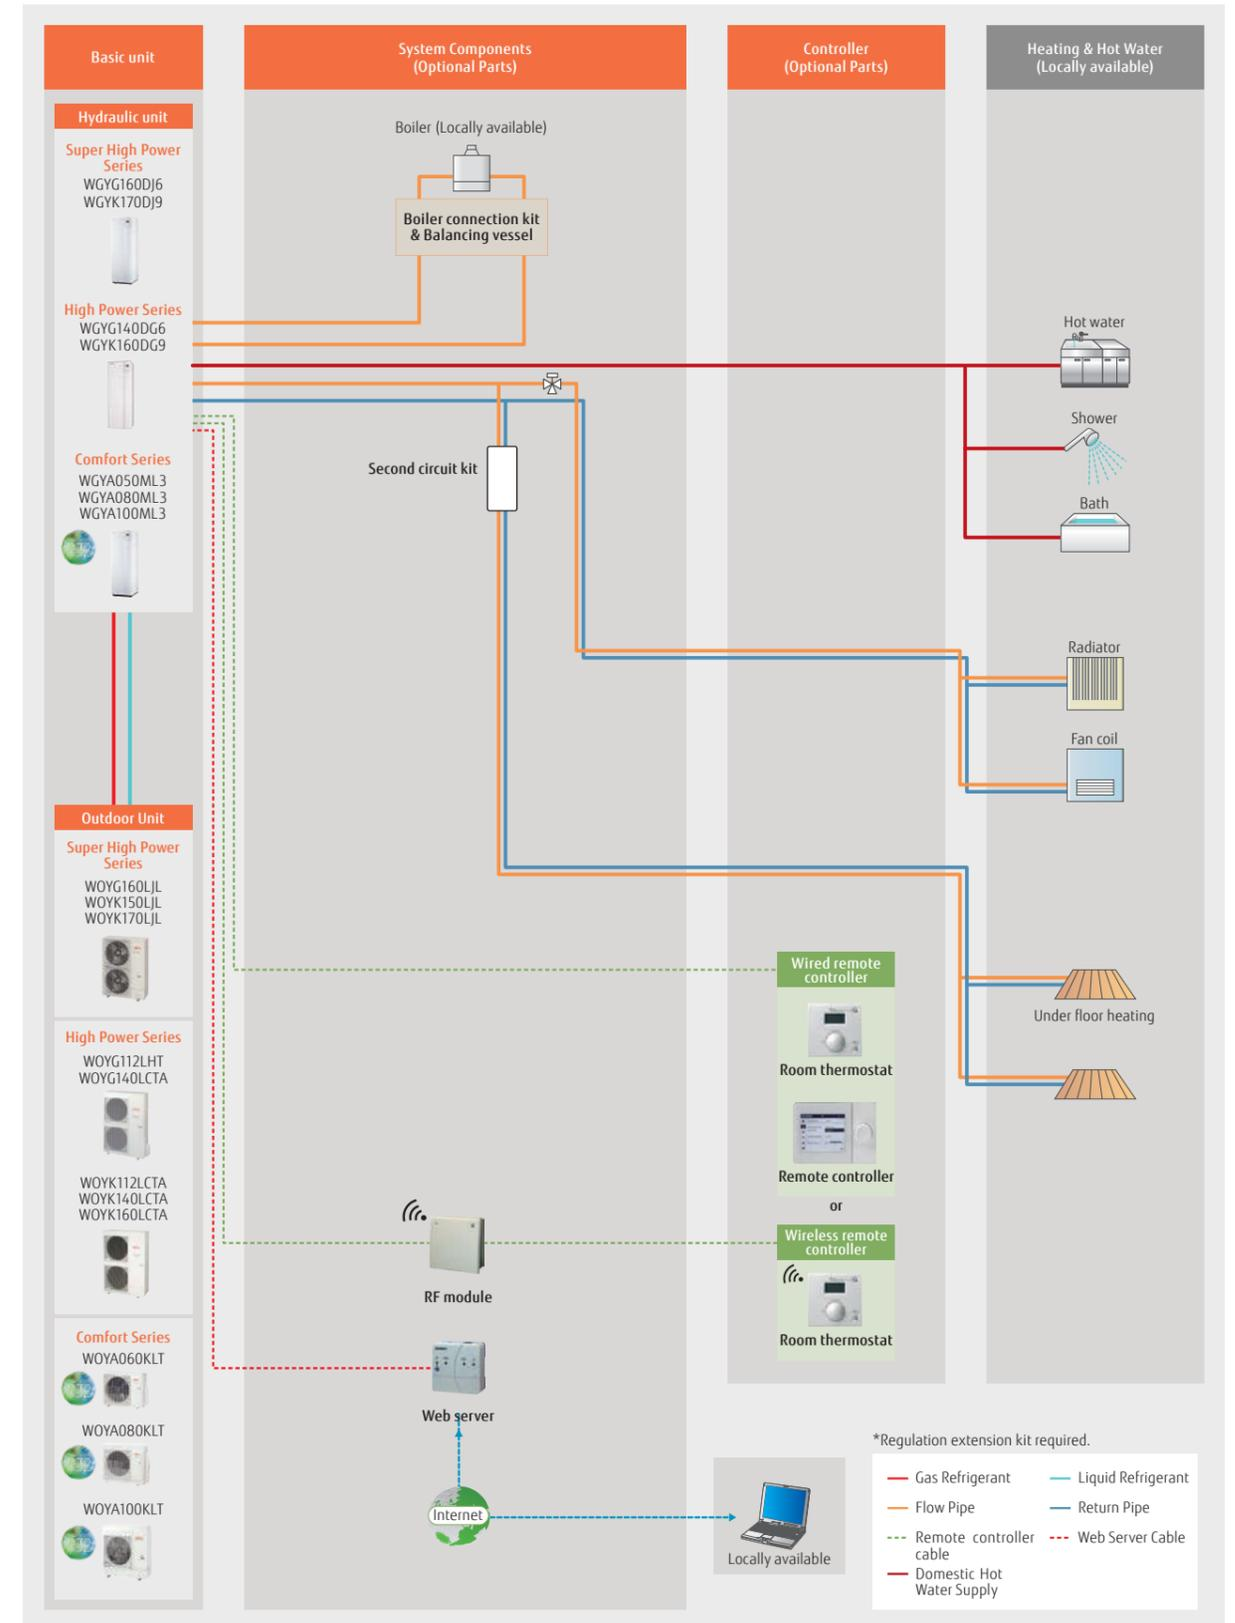 Basic unit
System Components
(Optional Parts)
Controller
(Optional Parts)
Heating & Hot Water
(Locally available)
Hydraulic unit
Super High Power
Series
WGYG160DJ6
WGYK170DJ9
High Power Series
WGYG140DG6
WGYK160DG9
Comfort Series
WGYA050ML3
WGYA080ML3
WGYA100ML3
Boiler (Locally available)
Boiler connection kit
& Balancing vessel
Second circuit kit
Hot water
Shower
Bath
Radiator
Fan coil
Under floor heating
Outdoor Unit
Super High Power
Series
WOYG160LJL
WOYK150LJL
WOYK170LJL
High Power Series
WOYG112LHT
WOYG140LCTA
WOYK112LCTA
WOYK140LCTA
WOYK160LCTA
Comfort Series
WOYA060KLT
WOYA080KLT
WOYA100KLT
Wired remote
controller
Room thermostat
Remote controller
or
Wireless remote
controller
Room thermostat
RF module
Web server
Internet
Locally available
*Regulation extension kit required.
Gas Refrigerant
Liquid Refrigerant
Flow Pipe
Return Pipe
Remote controller
cable
Web Server Cable
Domestic Hot
Water Supply